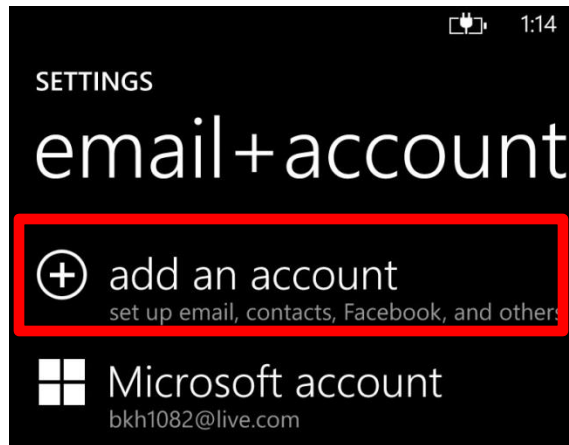 1:14
SETTINGS
email+account
add an account
set up email, contacts, Facebook, and others
Microsoft account
bkh1082@live.com